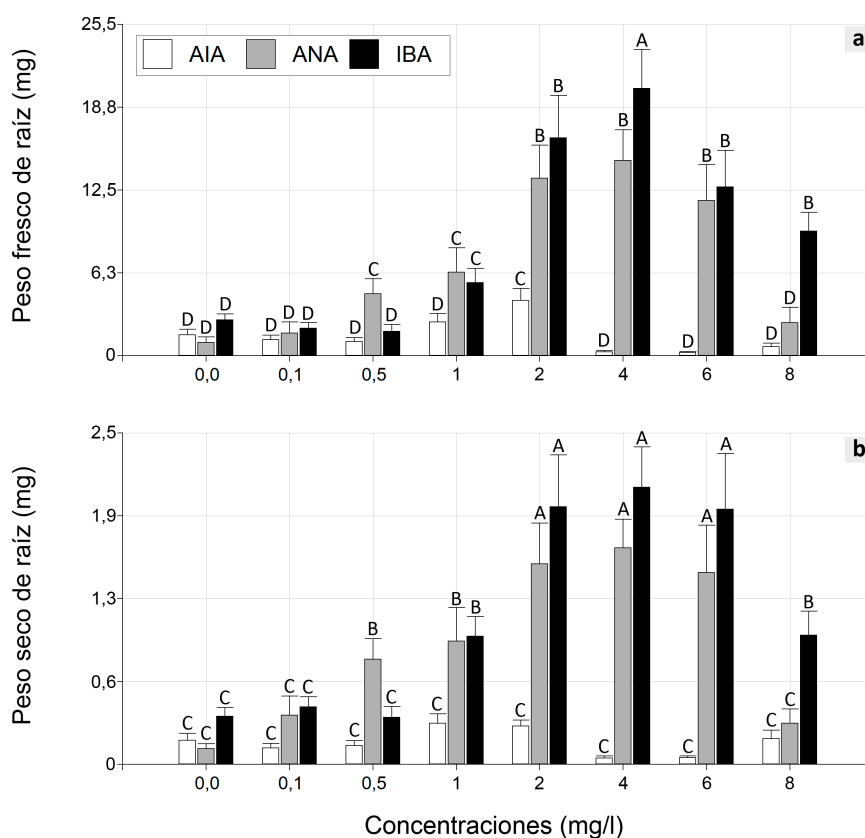 25,5
18,8
12,5
6,3
0
Peso fresco de raíz (mg)
AIA ANA IBA
a
D D D D D D D C D D C C C B B D B A D B B D D B
0,0 0,1 0,5 1 2 4 6 8
2,5
1,9
1,3
0,6
0
Peso seco de raíz (mg)
b
C C C C C C C B C C B B C A A C A A C A A C C B
0,0 0,1 0,5 1 2 4 6 8
Concentraciones (mg/l)